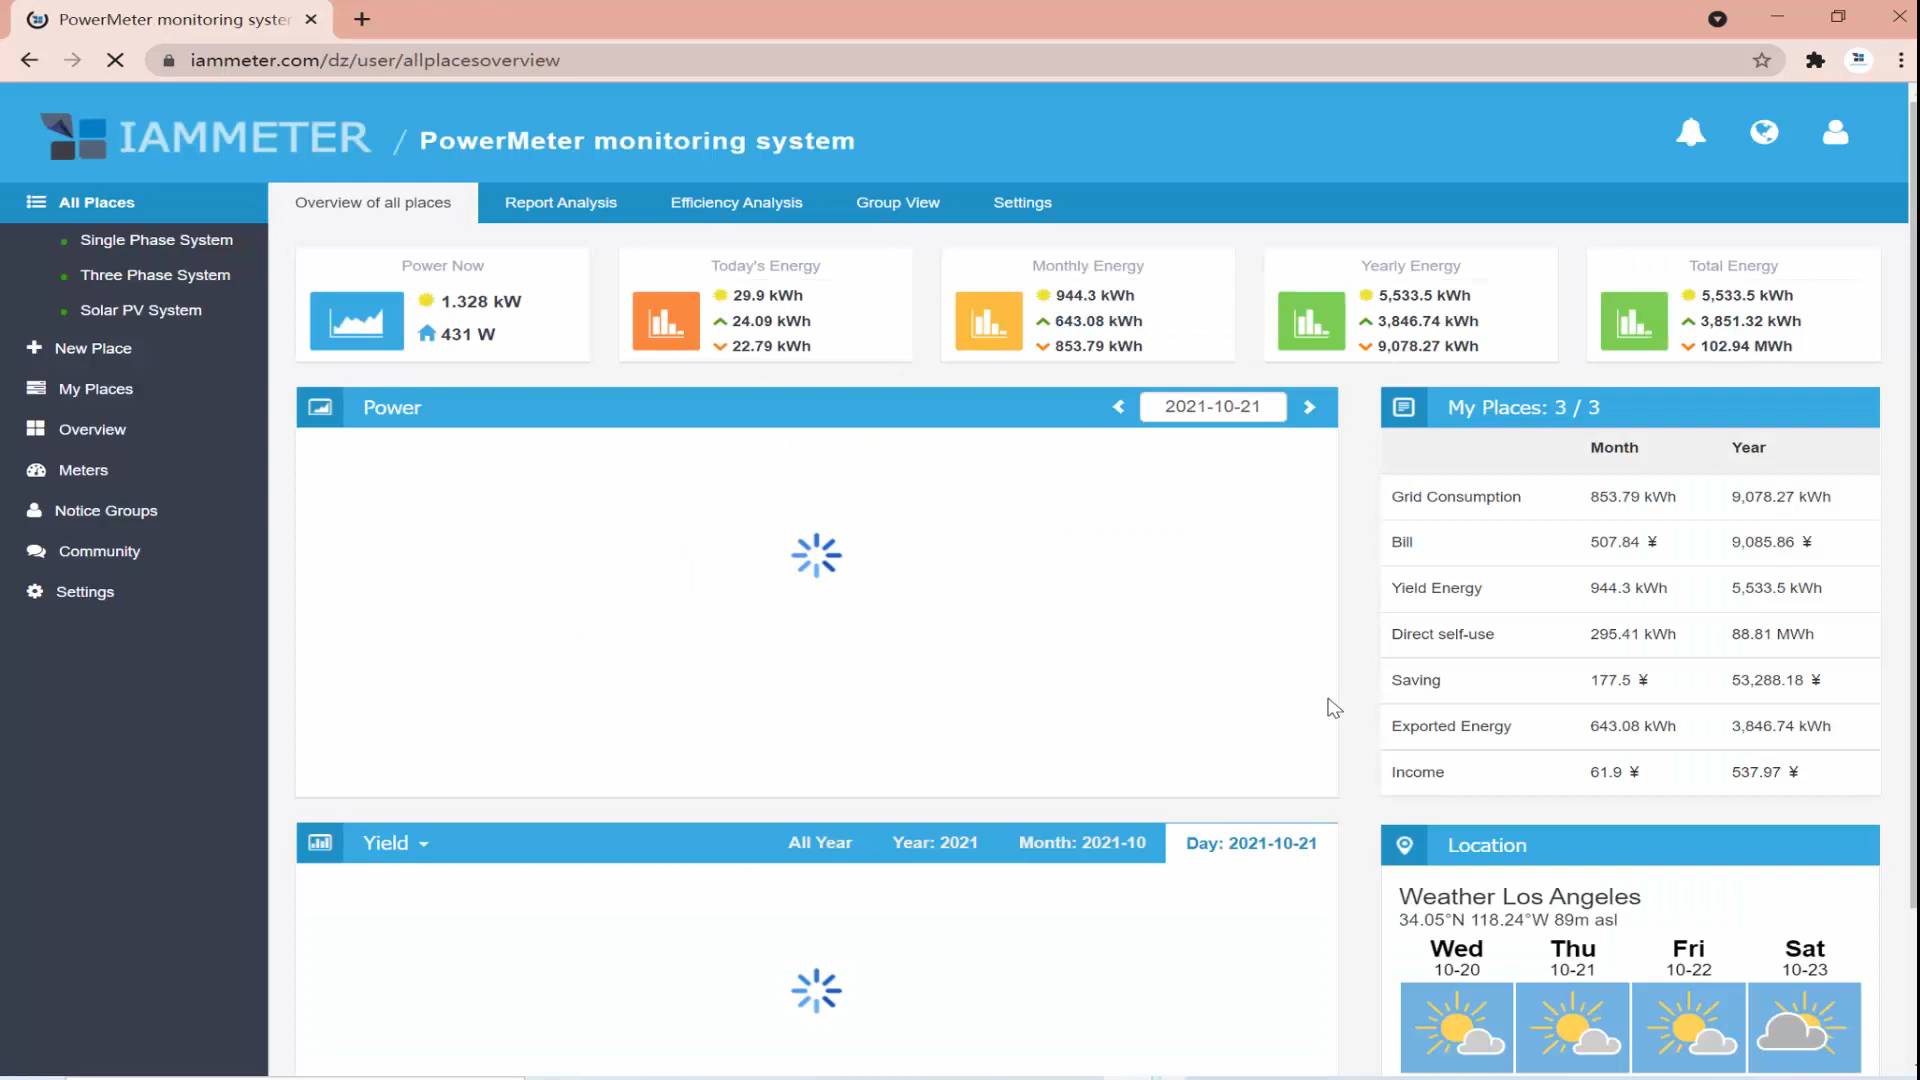 PowerMeter monitoring syster
iammeter.com/dz/user/allplacesoverview
IAMMETER / PowerMeter monitoring system
All Places
Single Phase System
Three Phase System
Solar PV System
New Place
My Places
Overview
Meters
Notice Groups
Community
Settings
Overview of all places
Report Analysis
Efficiency Analysis
Group View
Settings
Power Now
1.328 kW
431 W
Today's Energy
29.9 kWh
24.09 kWh
22.79 kWh
Monthly Energy
944.3 kWh
643.08 kWh
853.79 kWh
Yearly Energy
5,533.5 kWh
3,846.74 kWh
9,078.27 kWh
Total Energy
5,533.5 kWh
3,851.32 kWh
102.94 MWh
Power
2021-10-21
My Places: 3 / 3
Month Year
Grid Consumption 853.79 kWh 9,078.27 kWh
Bill 507.84 ¥ 9,085.86 ¥
Yield Energy 944.3 kWh 5,533.5 kWh
Direct self-use 295.41 kWh 88.81 MWh
Saving 177.5 ¥ 53,288.18 ¥
Exported Energy 643.08 kWh 3,846.74 kWh
Income 61.9 ¥ 537.97 ¥
Yield
All Year
Year: 2021
Month: 2021-10
Day: 2021-10-21
Location
Weather Los Angeles
34.05°N 118.24°W 89m asl
Wed Thu Fri Sat
10-20 10-21 10-22 10-23